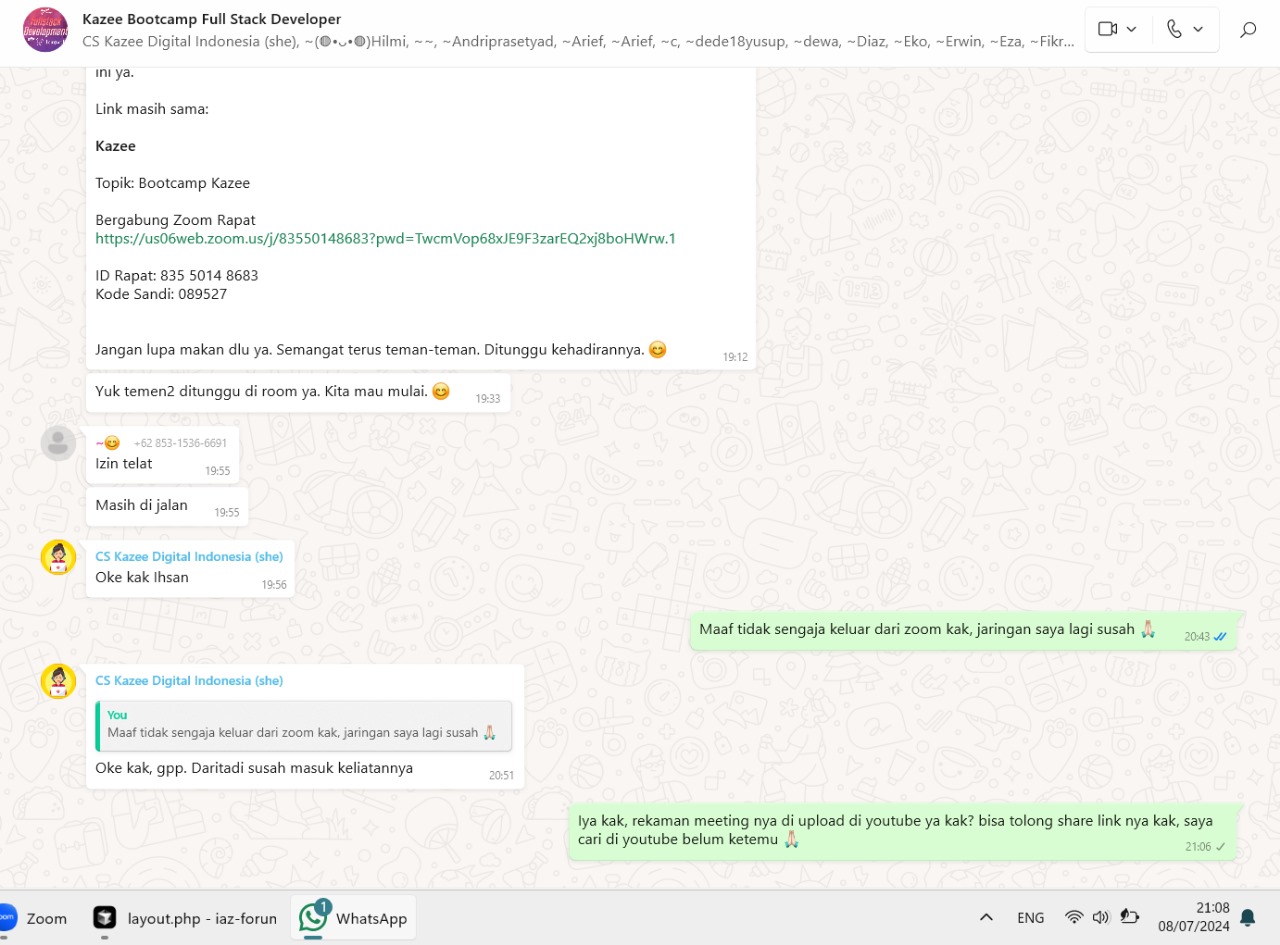 Kazee Bootcamp Full Stack Developer
CS Kazee Digital Indonesia (she), ~(◍•ᴗ•◍)Hilmi, ~~, ~Andriprasetyad, ~Arief, ~Arief, ~c, ~dede18yusup, ~dewa, ~Diaz, ~Eko, ~Erwin, ~Eza, ~Fikr...
ini ya.
Link masih sama:
Kazee
Topik: Bootcamp Kazee
Bergabung Zoom Rapat
https://us06web.zoom.us/j/83550148683?pwd=TwcmVop68xJE9F3zarEQ2xj8boHWrw.1
ID Rapat: 835 5014 8683
Kode Sandi: 089527
Jangan lupa makan dlu ya. Semangat terus teman-teman. Ditunggu kehadirannya. 😊
19:12
Yuk temen2 ditunggu di room ya. Kita mau mulai. 😊
19:33
~😊 +62 853-1536-6691
Izin telat
19:55
Masih di jalan
19:55
CS Kazee Digital Indonesia (she)
Oke kak Ihsan
19:56
Maaf tidak sengaja keluar dari zoom kak, jaringan saya lagi susah 🙏🏻
20:43
CS Kazee Digital Indonesia (she)
You
Maaf tidak sengaja keluar dari zoom kak, jaringan saya lagi susah 🙏🏻
Oke kak, gpp. Daritadi susah masuk keliatannya
20:51
Iya kak, rekaman meeting nya di upload di youtube ya kak? bisa tolong share link nya kak, saya
cari di youtube belum ketemu 🙏🏻
21:06
Zoom
layout.php - iaz-forun
1
WhatsApp
ENG
21:08
08/07/2024